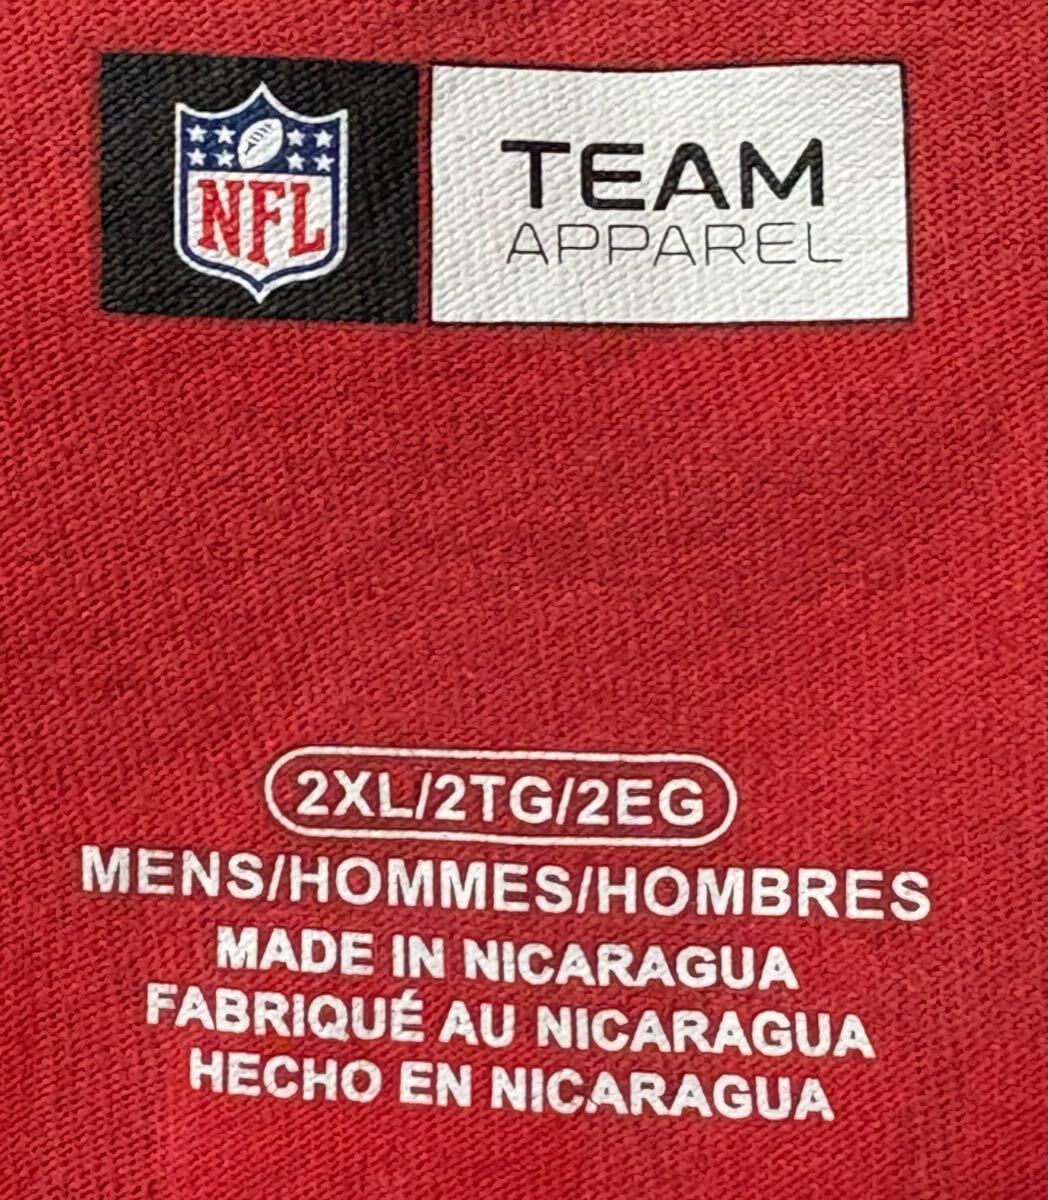 NFL
TEAM
APPAREL
2XL/2TG/2EG
MENS/HOMMES/HOMBRES
MADE IN NICARAGUA
FABRIQUÉ AU NICARAGUA
HECHO EN NICARAGUA